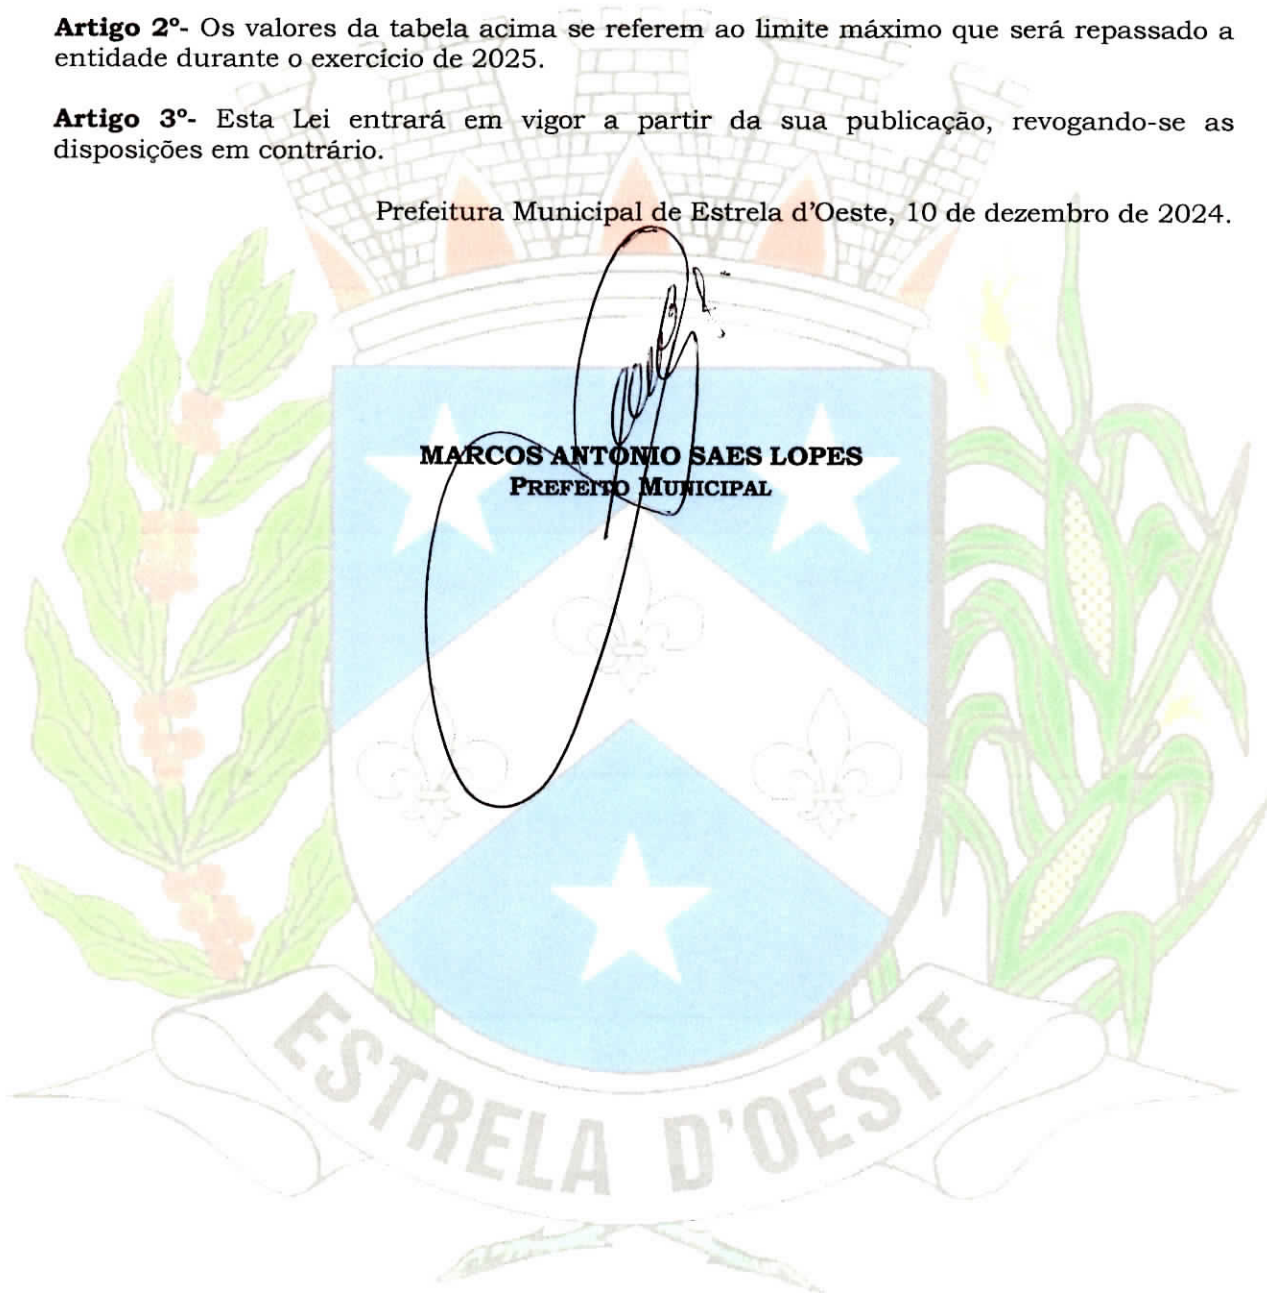 Artigo 2º- Os valores da tabela acima se referem ao limite máximo que será repassado a
entidade durante o exercício de 2025.
Artigo 3º- Esta Lei entrará em vigor a partir da sua publicação, revogando-se as
disposições em contrário.
Prefeitura Municipal de Estrela d'Oeste, 10 de dezembro de 2024.
MARCOS ANTONIO SAES LOPES
PREFEITO MUNICIPAL
ESTRELA D'OESTE